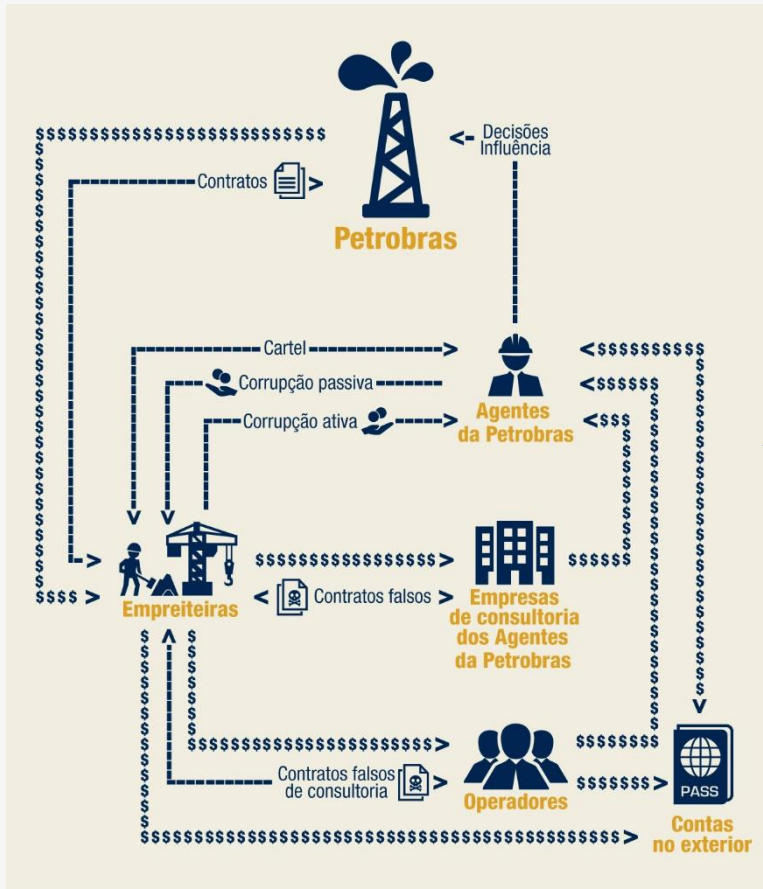 $$$$$$$$$$$$$$$$$$$$$$$$$$$
Decisões
Influência
Contratos
Petrobras
Cartel
$$$$$$$$$$
Corrupção passiva
$$$$$$$$
Corrupção ativa
$$$$$
Agentes
da Petrobras
$$$$$$$$$$$$$$$$$$
$$$$$$
$$$$
Empreiteiras
Contratos falsos
Empresas
de consultoria
dos Agentes
da Petrobras
$$$$$$$$$$$$$$$$$$$$$$
$$$$$$$$
Contratos falsos
de consultoria
Operadores
$$$$$$$
PASS
$$$$$$$$$$$$$$$$$$$$$$$$$$$$$$$$$$$$$$$$$$$$$
Contas
no exterior